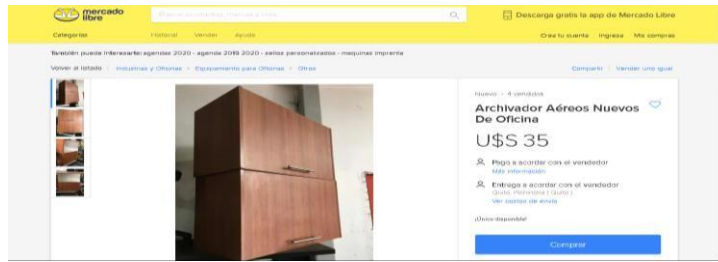 mercado
libre
Descarga gratis la app de Mercado Libre
Categorías Historial Vender Ayuda
Crea tu cuenta Ingresa Mis compras
También puede interesarte: agendas 2020 - agenda 2019 2020 - sellos personalizados - maquinas imprenta
Volver al listado Industrias y Oficinas > Equipamiento para Oficinas > Otros
Compartir Vender uno igual
Nuevo - 4 vendidos
Archivador Aéreos Nuevos
De Oficina
U$S 35
Pago a acordar con el vendedor
Más información
Entrega a acordar con el vendedor
Quito, Pichincha ( Quito )
Ver costos de envío
¡Único disponible!
Comprar